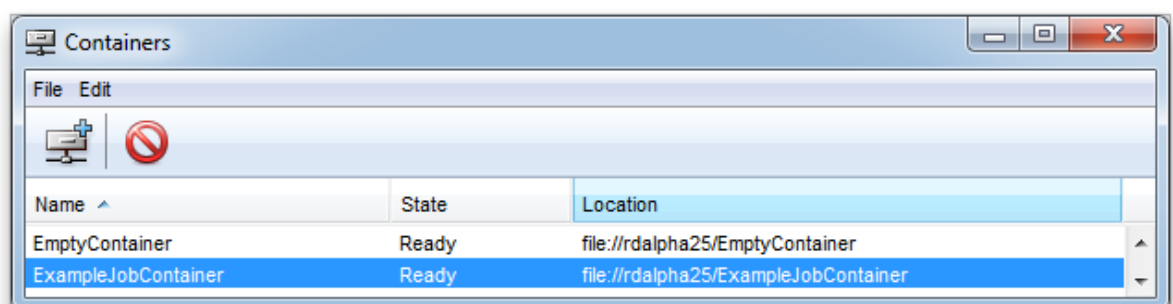 Containers
File Edit
Name State Location
EmptyContainer Ready file://rdalpha25/EmptyContainer
ExampleJobContainer Ready file://rdalpha25/ExampleJobContainer